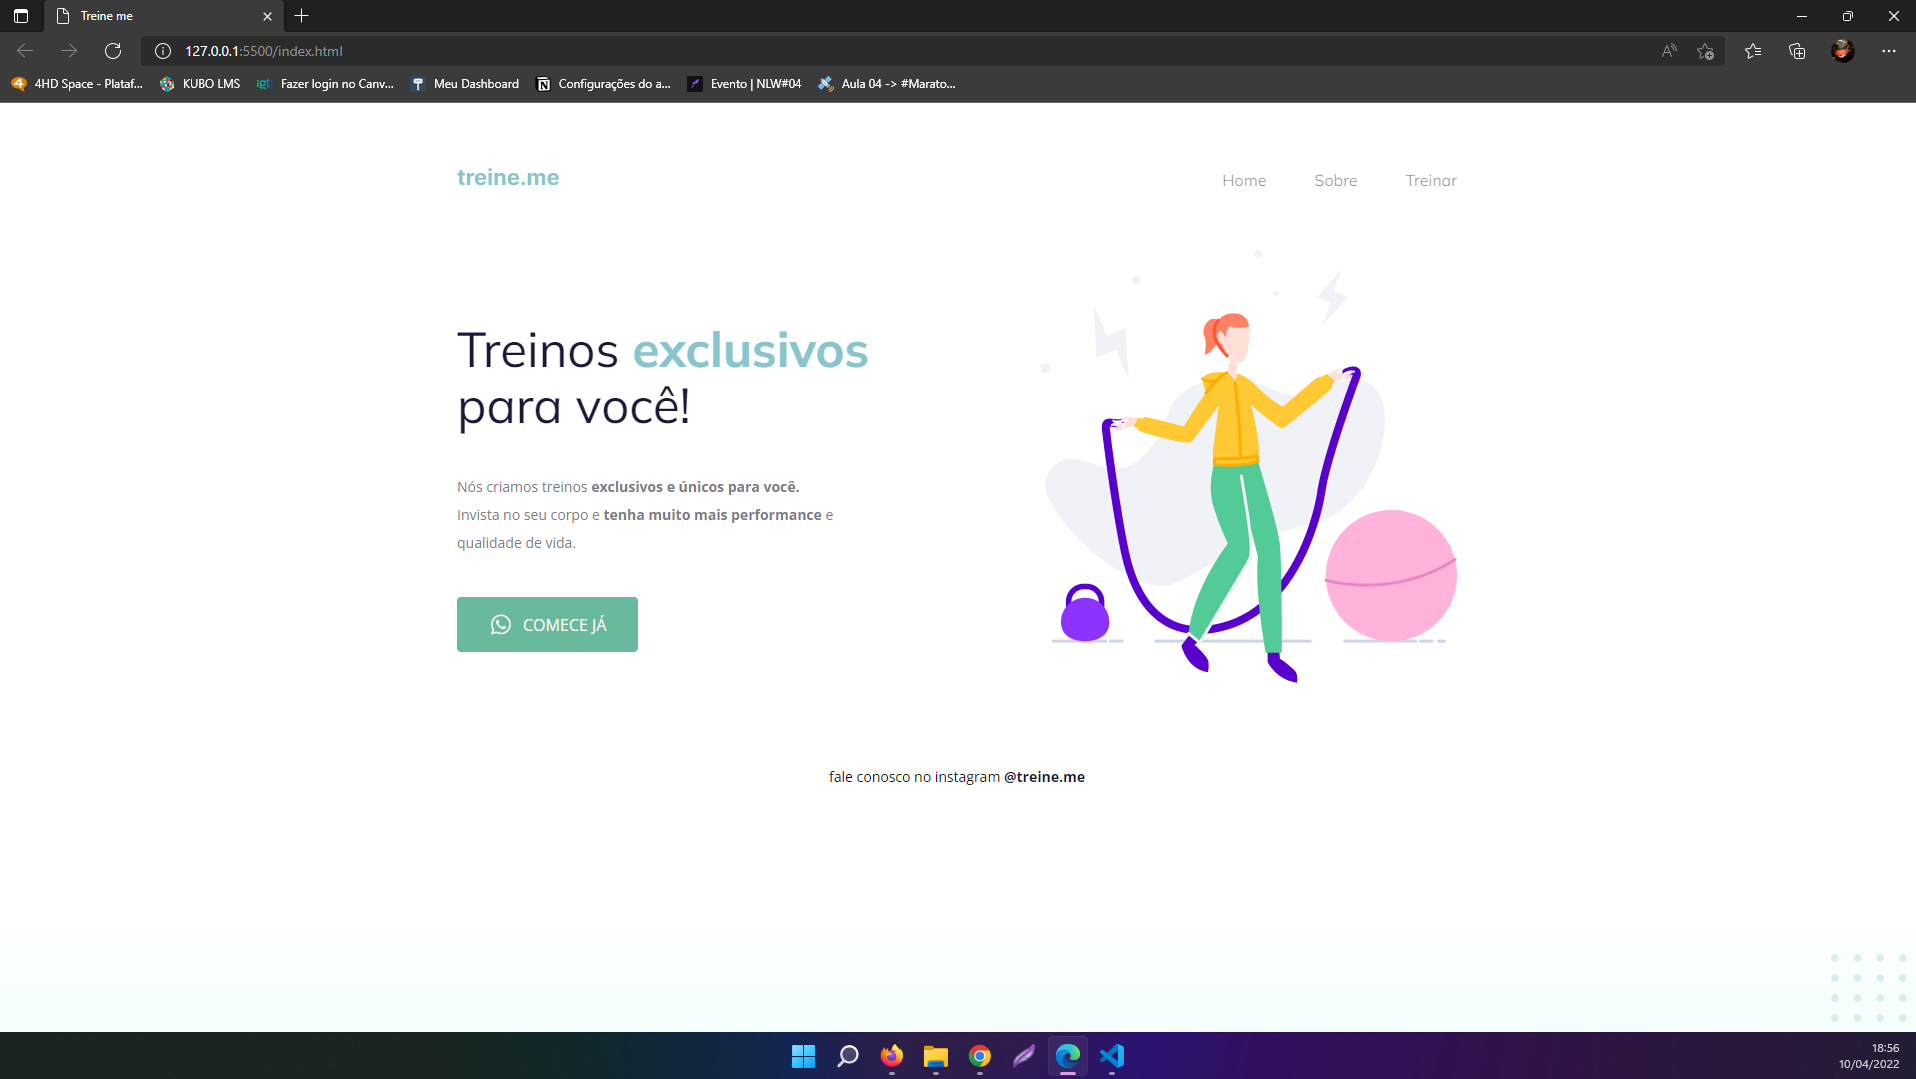 Treine me
127.0.0.1:5500/index.html
4HD Space - Plataf...
KUBO LMS
Fazer login no Canv...
Meu Dashboard
Configurações do a...
Evento | NLW#04
Aula 04 -> #Marato...
treine.me
Home
Sobre
Treinar
Treinos exclusivos
para você!
Nós criamos treinos exclusivos e únicos para você.
Invista no seu corpo e tenha muito mais performance e
qualidade de vida.
COMECE JÁ
fale conosco no instagram @treine.me
18:56
10/04/2022